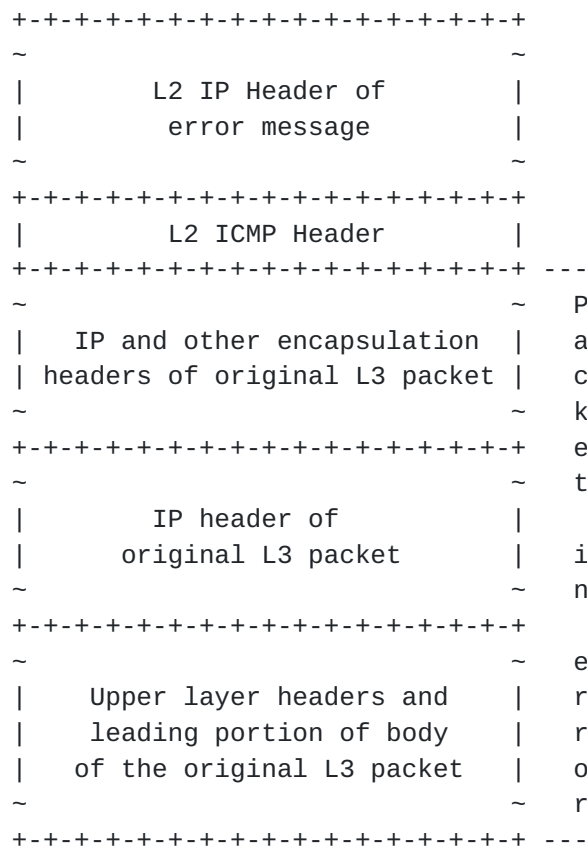 +-+-+-+-+-+-+-+-+-+-+-+-+-+-+-+-+
~                               ~
|        L2 IP Header of        |
|         error message         |
~                               ~
+-+-+-+-+-+-+-+-+-+-+-+-+-+-+-+-+
|         L2 ICMP Header        |
+-+-+-+-+-+-+-+-+-+-+-+-+-+-+-+-+ ---
~                               ~   P
|   IP and other encapsulation  |   a
| headers of original L3 packet |   c
~                               ~   k
+-+-+-+-+-+-+-+-+-+-+-+-+-+-+-+-+   e
~                               ~   t
|        IP header of           |
|      original L3 packet       |   i
~                               ~   n
+-+-+-+-+-+-+-+-+-+-+-+-+-+-+-+-+
~                               ~   e
|    Upper layer headers and    |   r
|    leading portion of body    |   r
|   of the original L3 packet   |   o
~                               ~   r
+-+-+-+-+-+-+-+-+-+-+-+-+-+-+-+-+ ---